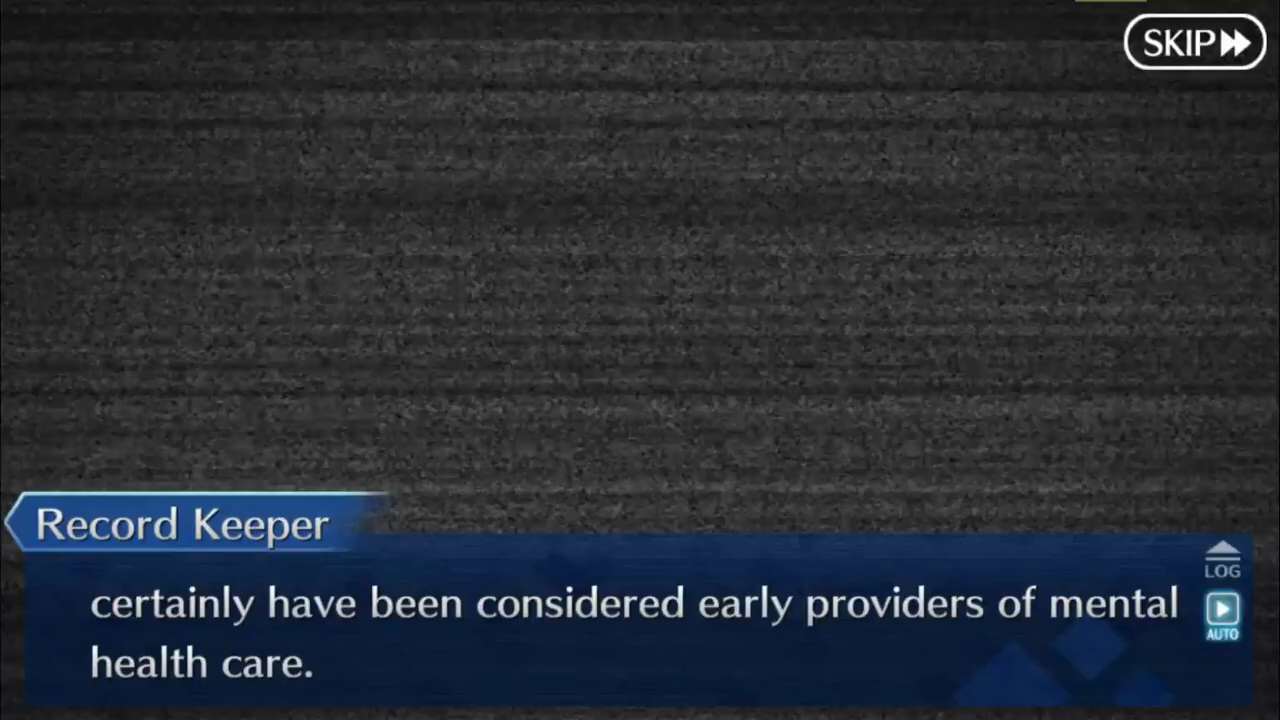 SKIP
Record Keeper
LOG
certainly have been considered early providers of mental
AUTO
health care.